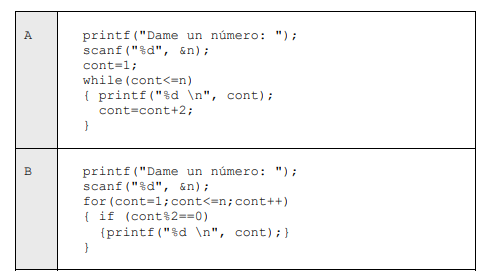 A
printf("Dame un número: ");
scanf("%d", &n);
cont=1;
while(cont<=n)
{ printf("%d \n", cont);
cont=cont+2;
}
B
printf("Dame un número: ");
scanf("%d", &n);
for(cont=1;cont<=n;cont++)
{ if (cont%2==0)
{printf("%d \n", cont);}
}